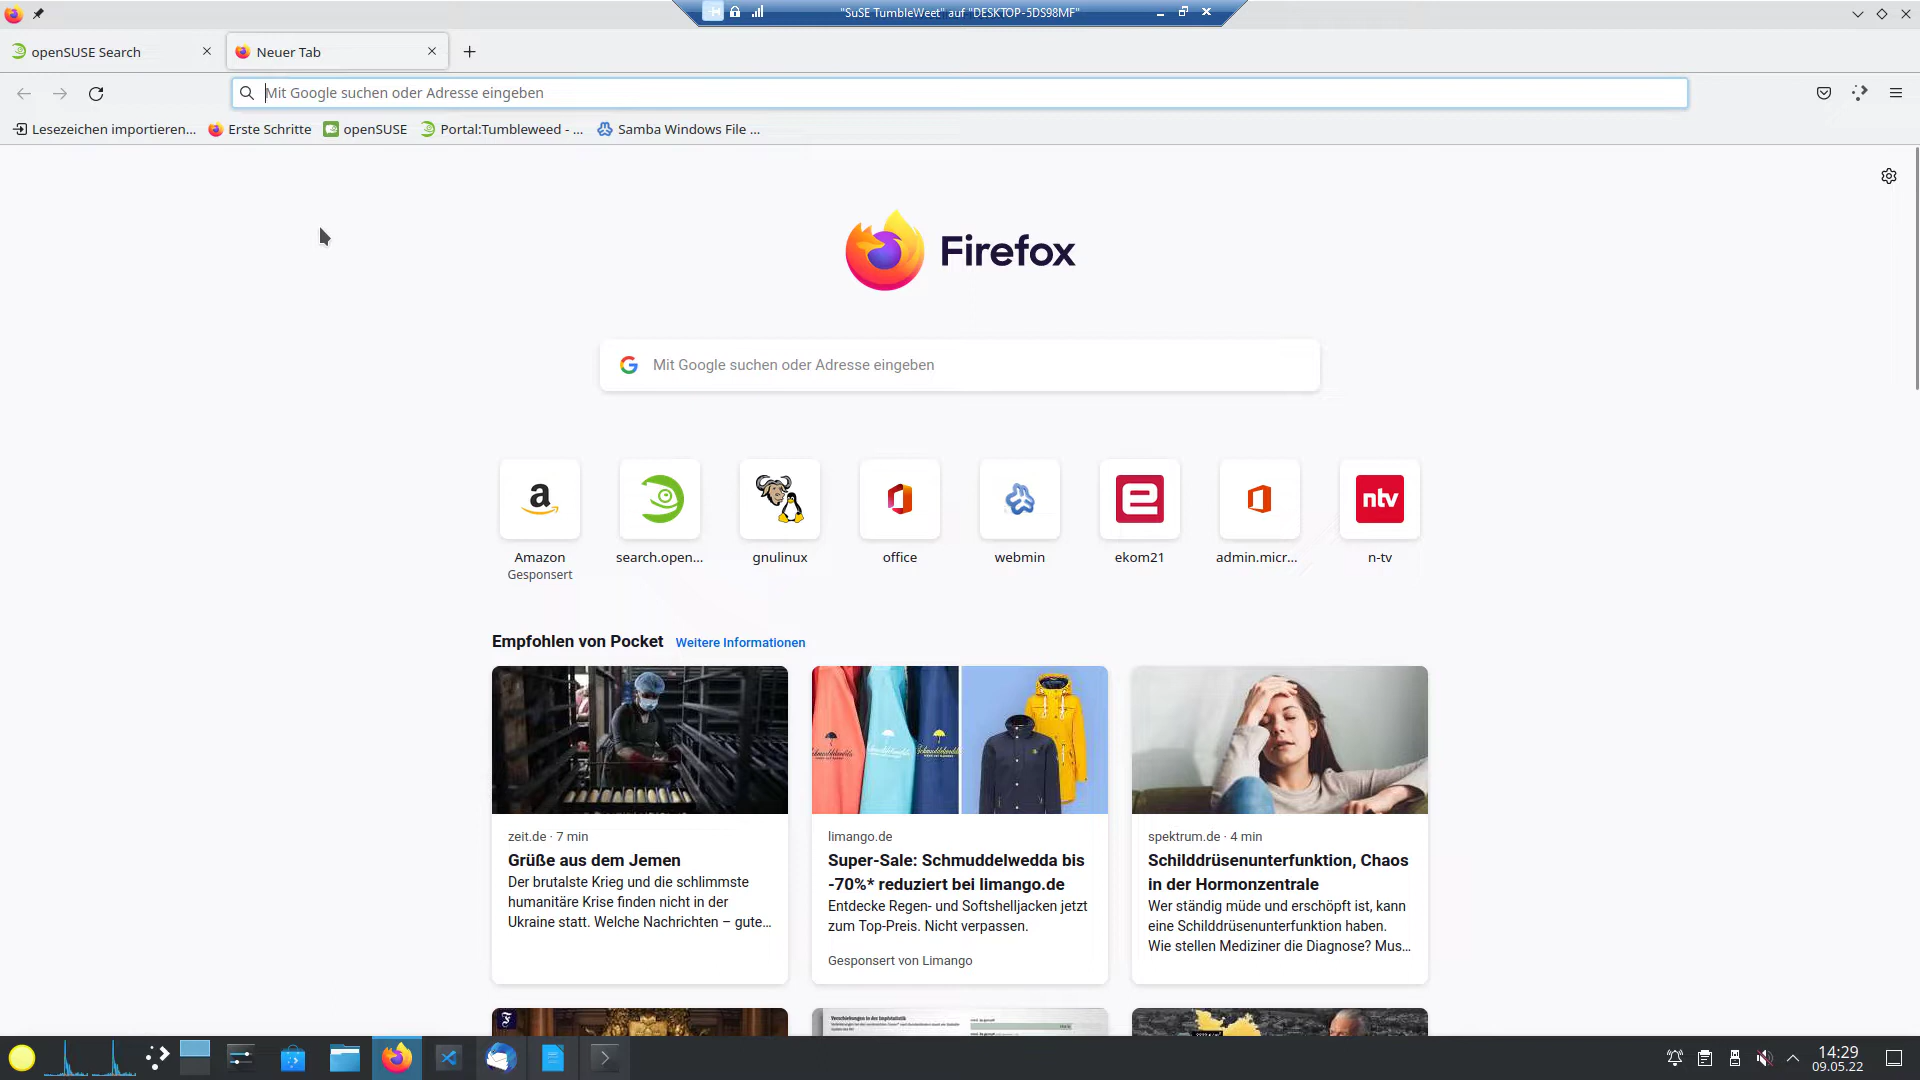 "SuSE TumbleWeet" auf "DESKTOP-5DS98MF"
openSUSE Search
Neuer Tab
Mit Google suchen oder Adresse eingeben
Lesezeichen importieren...
Erste Schritte
openSUSE
Portal:Tumbleweed - ...
Samba Windows File ...
Firefox
Mit Google suchen oder Adresse eingeben
a
e
ntv
Amazon
Gesponsert
search.open...
gnulinux
office
webmin
ekom21
admin.micr...
n-tv
Empfohlen von Pocket
Weitere Informationen
zeit.de · 7 min
Grüße aus dem Jemen
Der brutalste Krieg und die schlimmste
humanitäre Krise finden nicht in der
Ukraine statt. Welche Nachrichten – gute…
limango.de
Super-Sale: Schmuddelwedda bis
-70%* reduziert bei limango.de
Entdecke Regen- und Softshelljacken jetzt
zum Top-Preis. Nicht verpassen.
Gesponsert von Limango
spektrum.de · 4 min
Schilddrüsenunterfunktion, Chaos
in der Hormonzentrale
Wer ständig müde und erschöpft ist, kann
eine Schilddrüsenunterfunktion haben.
Wie stellen Mediziner die Diagnose? Mus…
14:29
09.05.22